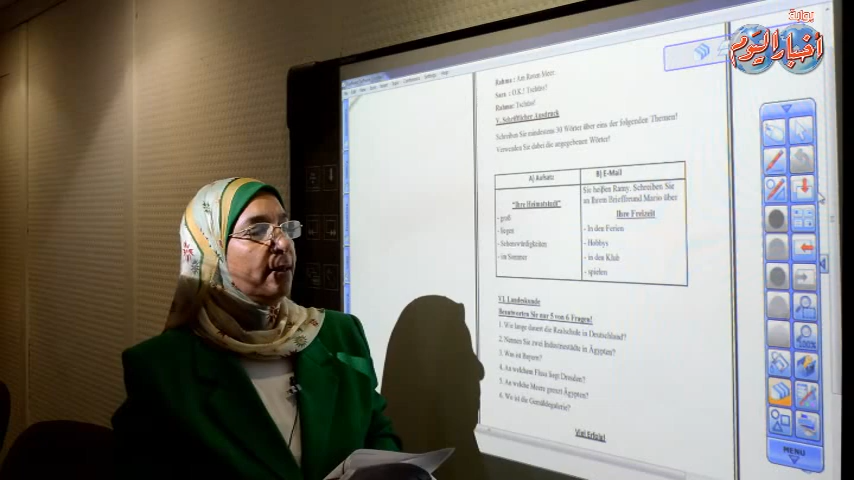 بوابة
أخبار اليوم
Rahma : Am Roten Meer.
Sara : O.K.! Tschüss!
Rahma: Tschüss!
V. Schriftlicher Ausdruck
Schreiben Sie mindestens 30 Wörter über eins der folgenden Themen!
Verwenden Sie dabei die angegebenen Wörter!
A) Aufsatz
"Ihre Heimatstadt"
- groß
- liegen
- Sehenswürdigkeiten
- im Sommer
B) E-Mail
Sie heißen Ramy. Schreiben Sie
an Ihrem Brieffreund Mario über
Ihre Freizeit
- In den Ferien
- Hobbys
- in den Klub
- spielen
VI. Landeskunde
Beantworten Sie nur 5 von 6 Fragen!
1. Wie lange dauert die Realschule in Deutschland?
2. Nennen Sie zwei Industriestädte in Ägypten?
3. Was ist Bayern?
4. An welchem Fluss liegt Dresden?
5. An welche Meere grenzt Ägypten?
6. Wo ist die Gemäldegalerie?
Viel Erfolg!
100%
MENU